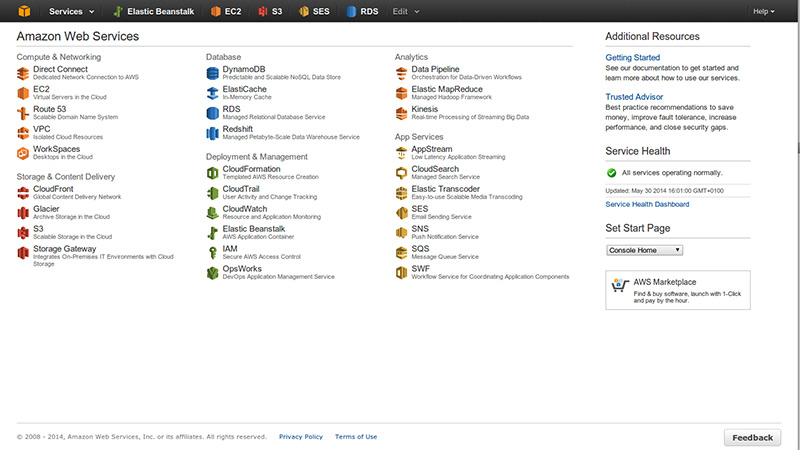 Services
Elastic Beanstalk
EC2
S3
SES
RDS
Edit
Help
Amazon Web Services
Compute & Networking
Direct Connect
Dedicated Network Connection to AWS
EC2
Virtual Servers in the Cloud
Route 53
Scalable Domain Name System
VPC
Isolated Cloud Resources
WorkSpaces
Desktops in the Cloud
Storage & Content Delivery
CloudFront
Global Content Delivery Network
Glacier
Archive Storage in the Cloud
S3
Scalable Storage in the Cloud
Storage Gateway
Integrates On-Premises IT Environments with Cloud
Storage
Database
DynamoDB
Predictable and Scalable NoSQL Data Store
ElastiCache
In-Memory Cache
RDS
Managed Relational Database Service
Redshift
Managed Petabyte-Scale Data Warehouse Service
Deployment & Management
CloudFormation
Templated AWS Resource Creation
CloudTrail
User Activity and Change Tracking
CloudWatch
Resource and Application Monitoring
Elastic Beanstalk
AWS Application Container
IAM
Secure AWS Access Control
OpsWorks
DevOps Application Management Service
Analytics
Data Pipeline
Orchestration for Data-Driven Workflows
Elastic MapReduce
Managed Hadoop Framework
Kinesis
Real-time Processing of Streaming Big Data
App Services
AppStream
Low Latency Application Streaming
CloudSearch
Managed Search Service
Elastic Transcoder
Easy-to-use Scalable Media Transcoding
SES
Email Sending Service
SNS
Push Notification Service
SQS
Message Queue Service
SWF
Workflow Service for Coordinating Application Components
Additional Resources
Getting Started
See our documentation to get started and
learn more about how to use our services.
Trusted Advisor
Best practice recommendations to save
money, improve fault tolerance, increase
performance, and close security gaps.
Service Health
All services operating normally.
Updated: May 30 2014 16:01:00 GMT+0100
Service Health Dashboard
Set Start Page
Console Home
AWS Marketplace
Find & buy software, launch with 1-Click
and pay by the hour.
© 2008 - 2014, Amazon Web Services, Inc. or its affiliates. All rights reserved.
Privacy Policy
Terms of Use
Feedback